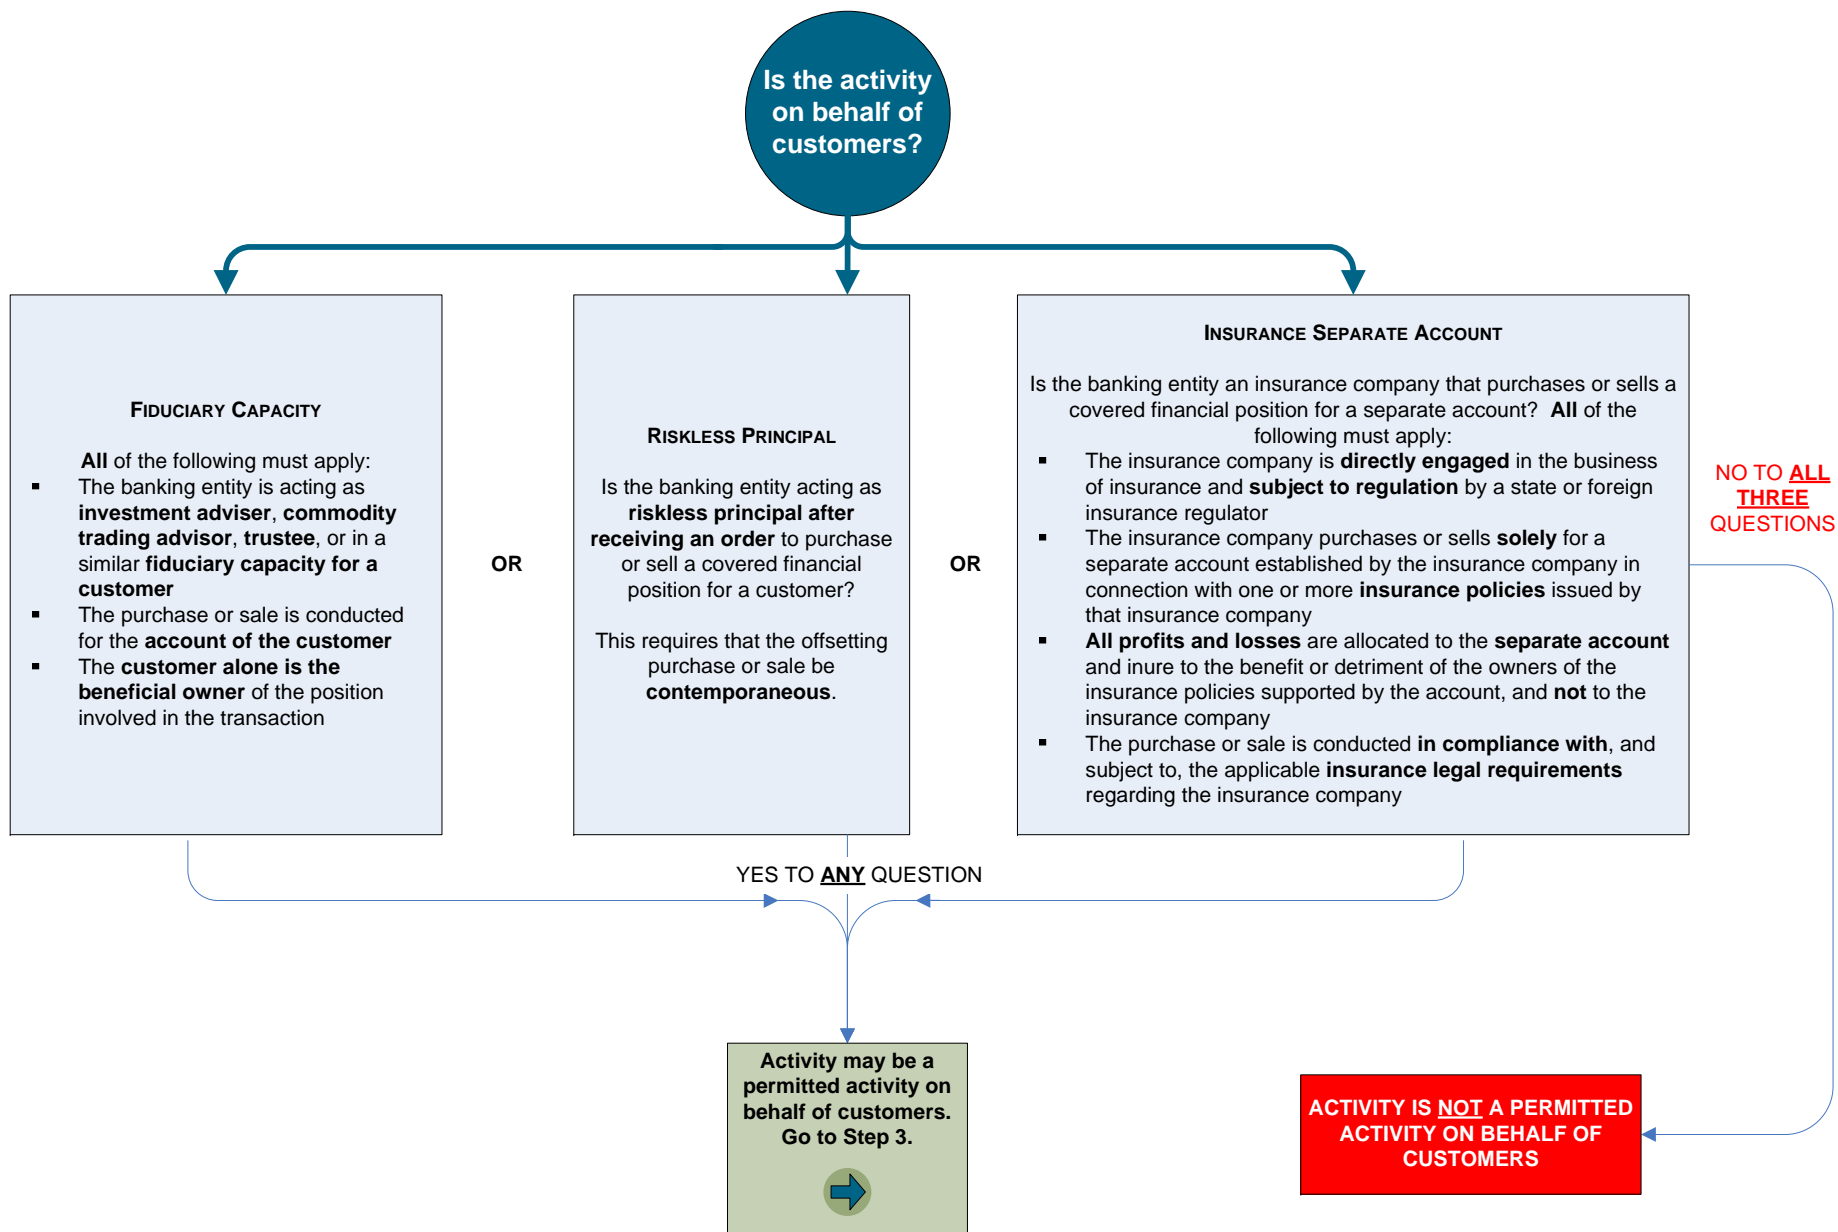 Is the activity
on behalf of
customers?
FIDUCIARY CAPACITY
All of the following must apply:
▪ The banking entity is acting as
investment adviser, commodity
trading advisor, trustee, or in a
similar fiduciary capacity for a
customer
▪ The purchase or sale is conducted
for the account of the customer
▪ The customer alone is the
beneficial owner of the position
involved in the transaction
OR
RISKLESS PRINCIPAL
Is the banking entity acting as
riskless principal after
receiving an order to purchase
or sell a covered financial
position for a customer?
This requires that the offsetting
purchase or sale be
contemporaneous.
OR
INSURANCE SEPARATE ACCOUNT
Is the banking entity an insurance company that purchases or sells a
covered financial position for a separate account? All of the
following must apply:
▪ The insurance company is directly engaged in the business
of insurance and subject to regulation by a state or foreign
insurance regulator
▪ The insurance company purchases or sells solely for a
separate account established by the insurance company in
connection with one or more insurance policies issued by
that insurance company
▪ All profits and losses are allocated to the separate account
and inure to the benefit or detriment of the owners of the
insurance policies supported by the account, and not to the
insurance company
▪ The purchase or sale is conducted in compliance with, and
subject to, the applicable insurance legal requirements
regarding the insurance company
NO TO ALL
THREE
QUESTIONS
YES TO ANY QUESTION
Activity may be a
permitted activity on
behalf of customers.
Go to Step 3.
ACTIVITY IS NOT A PERMITTED
ACTIVITY ON BEHALF OF
CUSTOMERS